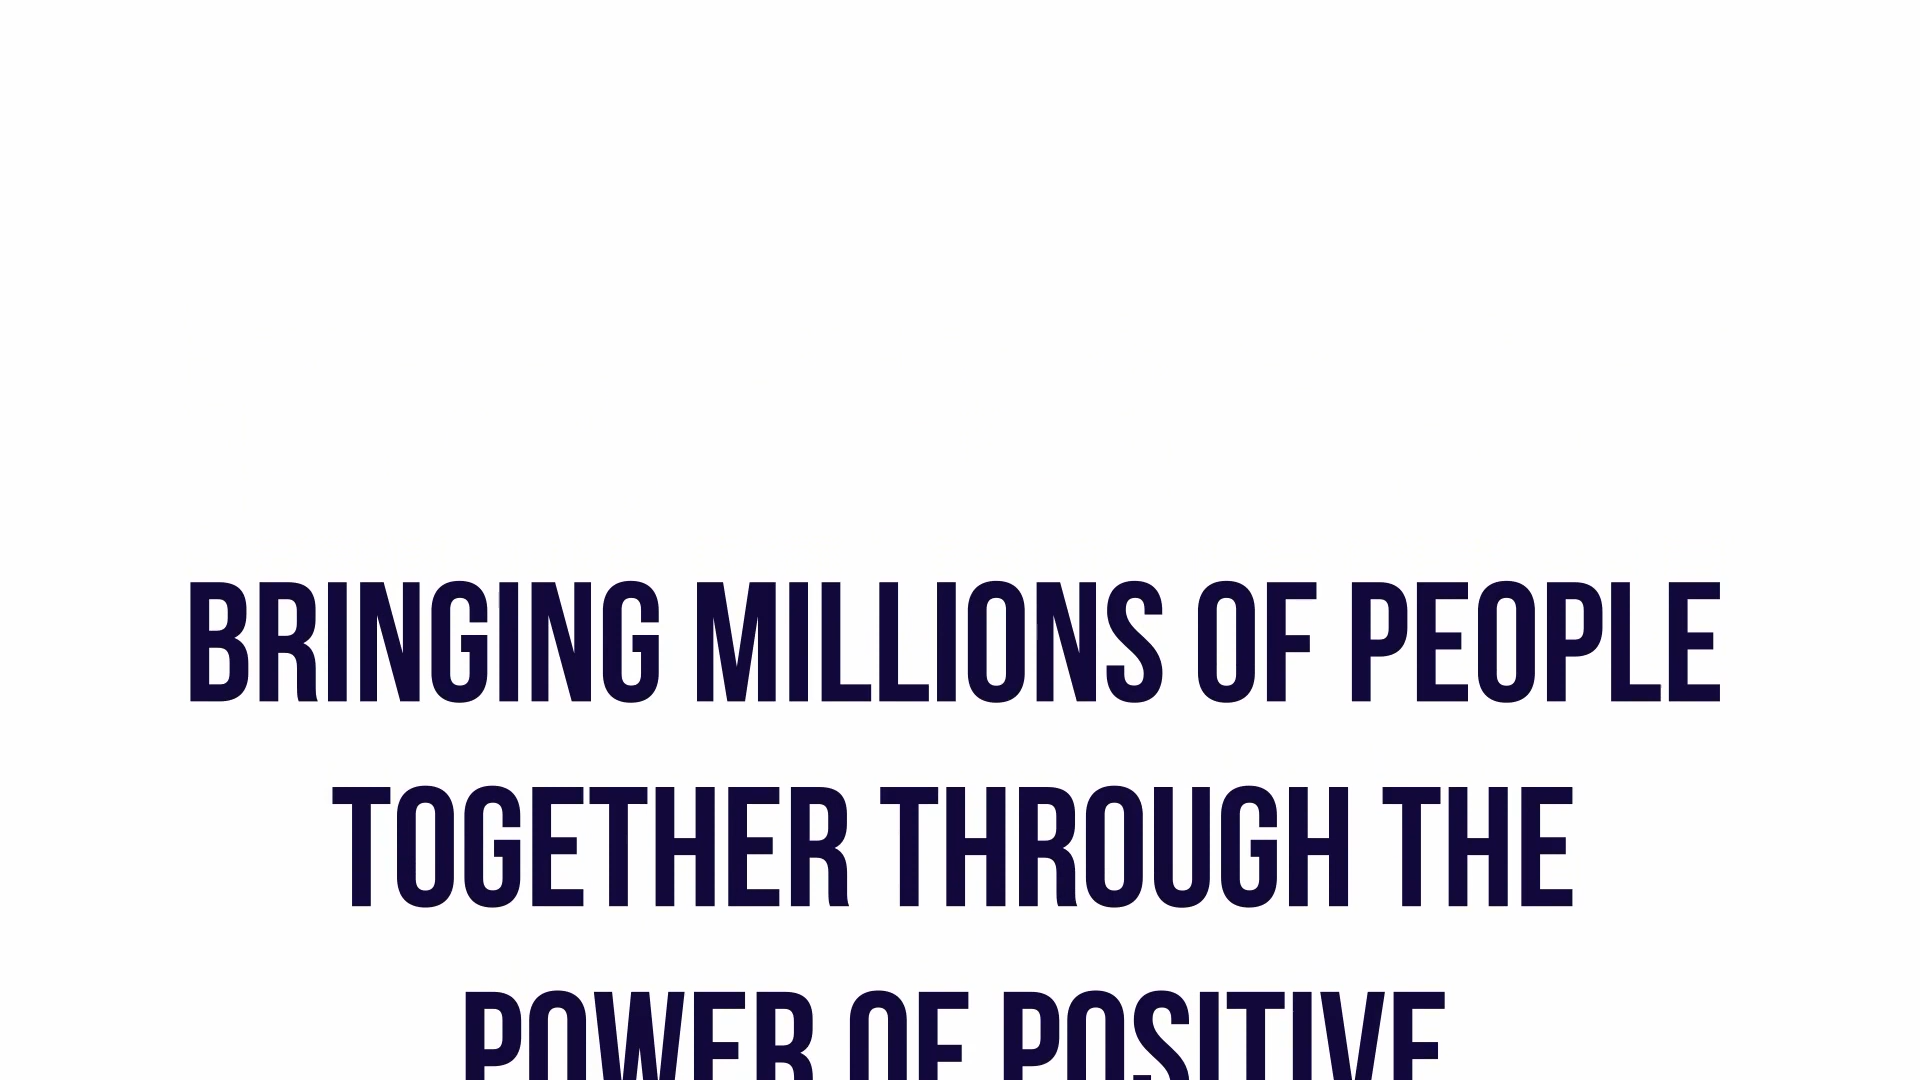 BRINGING MILLIONS OF PEOPLE
TOGETHER THROUGH THE
POWER OF POSITIVE